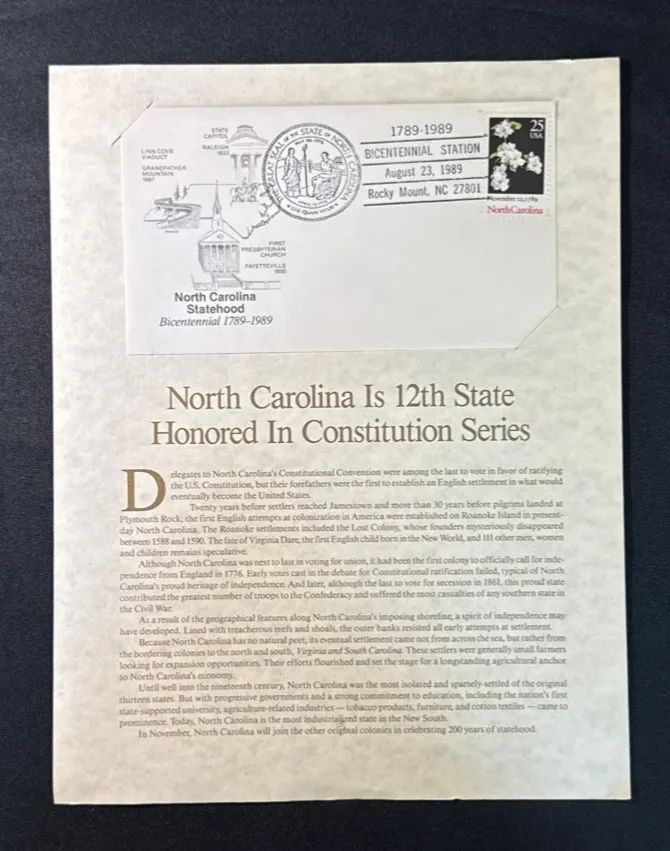 STATE
CAPITOL
RALEIGH
1833
LINN COVE
VIADUCT
GRANDFATHER
MOUNTAIN
1987
FIRST
PRESBYTERIAN
CHURCH
FAYETTEVILLE
1800
North Carolina
Statehood
Bicentennial 1789–1989
THE GREAT SEAL OF THE STATE OF NORTH CAROLINA
1789-1989
BICENTENNIAL STATION
August 23, 1989
Rocky Mount, NC 27801
25
USA
November 21, 1789
North Carolina
North Carolina Is 12th State
Honored In Constitution Series
Delegates to North Carolina's Constitutional Convention were among the last to vote in favor of ratifying
the U.S. Constitution, but their forefathers were the first to establish an English settlement in what would
eventually become the United States.
Twenty years before settlers reached Jamestown and more than 30 years before pilgrims landed at
Plymouth Rock, the first English attempts at colonization in America were established on Roanoke Island in present-
day North Carolina. The Roanoke settlements included the Lost Colony, whose founders mysteriously disappeared
between 1588 and 1590. The fate of Virginia Dare, the first English child born in the New World, and 111 other men, women
and children remains speculative.
Although North Carolina was next to last in voting for union, it had been the first colony to officially call for inde-
pendence from England in 1776. Early votes cast in the debate for Constitutional ratification failed, typical of North
Carolina's proud heritage of independence. And later, although the last to vote for secession in 1861, this proud state
contributed the greatest number of troops to the Confederacy and suffered the most casualties of any southern state in
the Civil War.
As a result of the geographical features along North Carolina's imposing shoreline, a spirit of independence may
have developed. Lined with treacherous reefs and shoals, the outer banks resisted all early attempts at settlement.
Because North Carolina has no natural port, its eventual settlement came not from across the sea, but rather from
the bordering colonies to the north and south, Virginia and South Carolina. These settlers were generally small farmers
looking for expansion opportunities. Their efforts flourished and set the stage for a longstanding agricultural anchor
to North Carolina's economy.
Until well into the nineteenth century, North Carolina was the most isolated and sparsely-settled of the original
thirteen states. But with progressive governments and a strong commitment to education, including the nation's first
state-supported university, agriculture-related industries — tobacco products, furniture, and cotton textiles — came to
prominence. Today, North Carolina is the most industrialized state in the New South.
In November, North Carolina will join the other original colonies in celebrating 200 years of statehood.